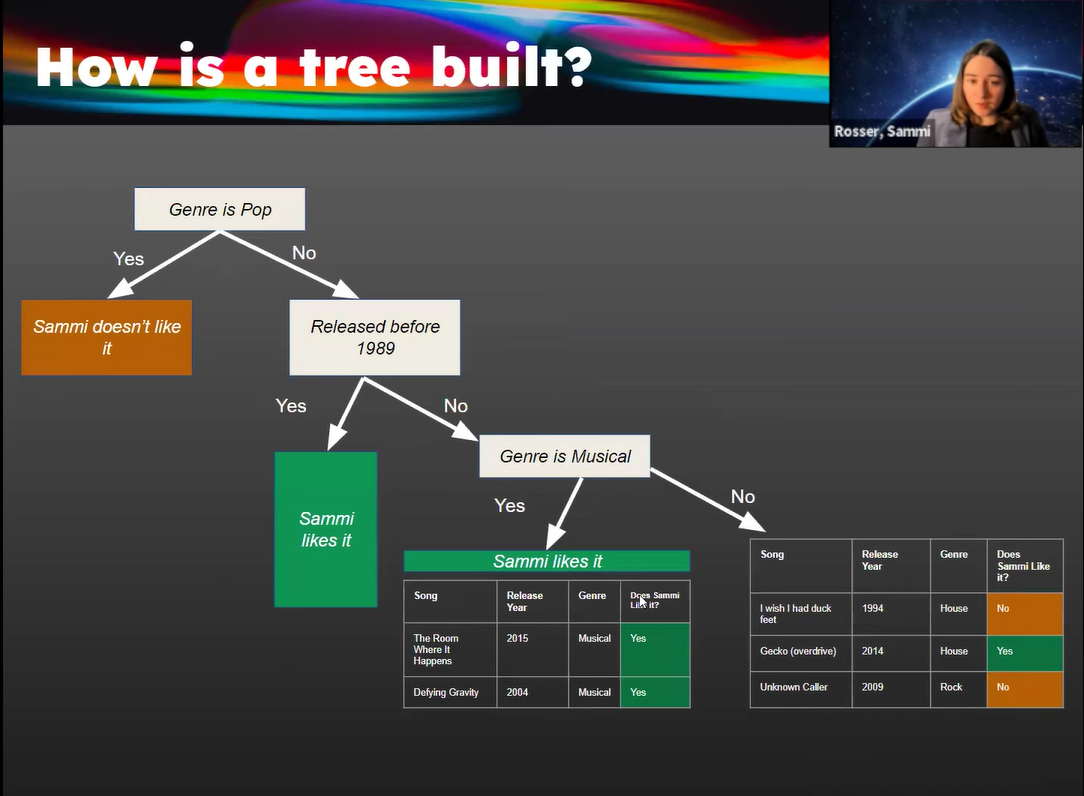 How is a tree built?
Rosser, Sammi
Genre is Pop
Yes
No
Sammi doesn't like
it
Released before
1989
Yes
No
Genre is Musical
Sammi
likes it
Yes
No
Sammi likes it
Song
Release
Year
Genre
Does Sammi
Like it?
The Room
Where It
Happens
2015
Musical
Yes
Defying Gravity
2004
Musical
Yes
Song
Release
Year
Genre
Does
Sammi Like
it?
I wish I had duck
feet
1994
House
No
Gecko (overdrive)
2014
House
Yes
Unknown Caller
2009
Rock
No